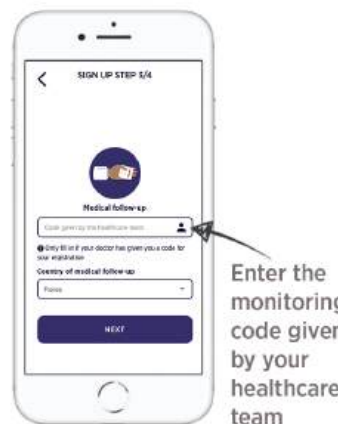 SIGN UP STEP 3/4
Medical follow-up
Code given by the healthcare team
Only fill in if your doctor has given you a code for
your registration
Country of medical follow-up
France
NEXT
Enter the
monitoring
code given
by your
healthcare
team